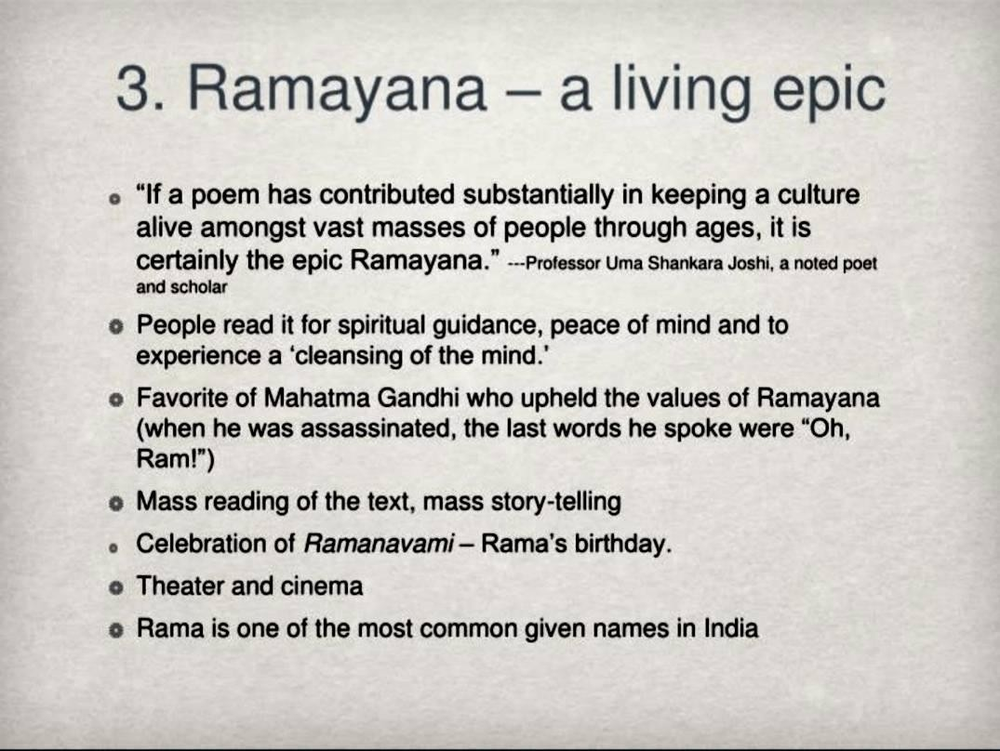 3. Ramayana – a living epic
“If a poem has contributed substantially in keeping a culture
alive amongst vast masses of people through ages, it is
certainly the epic Ramayana.” ---Professor Uma Shankara Joshi, a noted poet
and scholar
People read it for spiritual guidance, peace of mind and to
experience a ‘cleansing of the mind.’
Favorite of Mahatma Gandhi who upheld the values of Ramayana
(when he was assassinated, the last words he spoke were “Oh,
Ram!”)
Mass reading of the text, mass story-telling
Celebration of Ramanavami – Rama’s birthday.
Theater and cinema
Rama is one of the most common given names in India